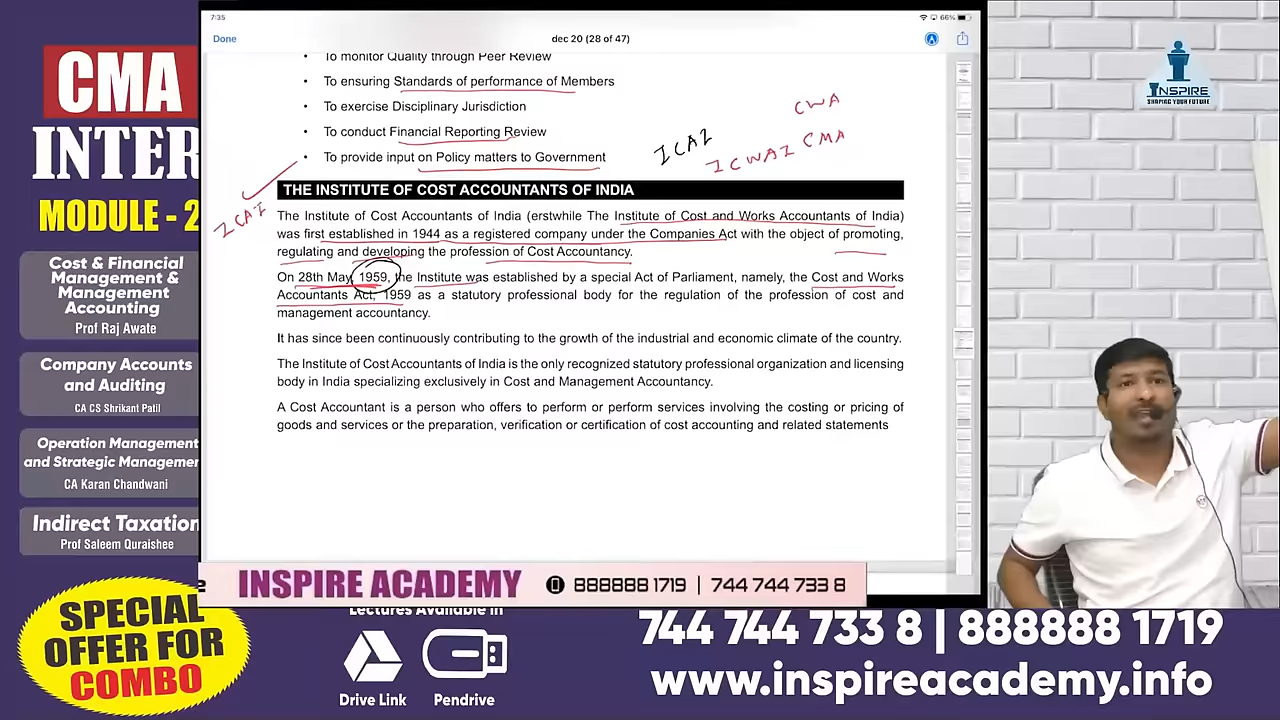 7:35
66%
Done
dec 20 (28 of 47)
• To monitor Quality through Peer Review
• To ensuring Standards of performance of Members
• To exercise Disciplinary Jurisdiction
• To conduct Financial Reporting Review
• To provide input on Policy matters to Government
CWA
ICAI
ICWAI CMA
ICAI
THE INSTITUTE OF COST ACCOUNTANTS OF INDIA
The Institute of Cost Accountants of India (erstwhile The Institute of Cost and Works Accountants of India)
was first established in 1944 as a registered company under the Companies Act with the object of promoting,
regulating and developing the profession of Cost Accountancy.
On 28th May, 1959, the Institute was established by a special Act of Parliament, namely, the Cost and Works
Accountants Act, 1959 as a statutory professional body for the regulation of the profession of cost and
management accountancy.
It has since been continuously contributing to the growth of the industrial and economic climate of the country.
The Institute of Cost Accountants of India is the only recognized statutory professional organization and licensing
body in India specializing exclusively in Cost and Management Accountancy.
A Cost Accountant is a person who offers to perform or perform services involving the costing or pricing of
goods and services or the preparation, verification or certification of cost accounting and related statements
CMA
INTER
MODULE - 2
Cost & Financial
Management &
Management
Accounting
Prof Raj Awate
Company Accounts
and Auditing
CA CS Shrikant Patil
Operation Management
and Strategic Managemen
CA Karan Chandwani
Indirect Taxation
Prof Saleem Quraishee
SPECIAL
OFFER FOR
COMBO
INSPIRE
SHAPING YOUR FUTURE
e INSPIRE ACADEMY 888888 1719 | 744 744 733 8
Lectures Available in
Drive Link
Pendrive
744 744 733 8 | 888888 1719
www.inspireacademy.info